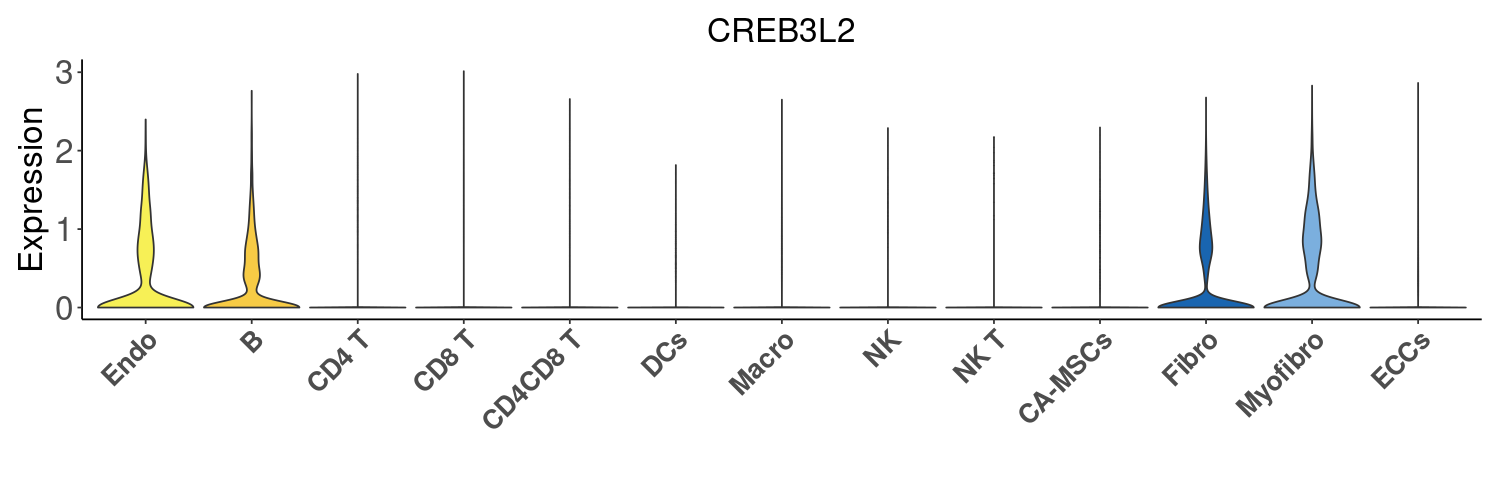 CREB3L2
Expression
3
2
1
0
Endo
B
CD4 T
CD8 T
CD4CD8 T
DCs
Macro
NK
NK T
CA-MSCs
Fibro
Myofibro
ECCs